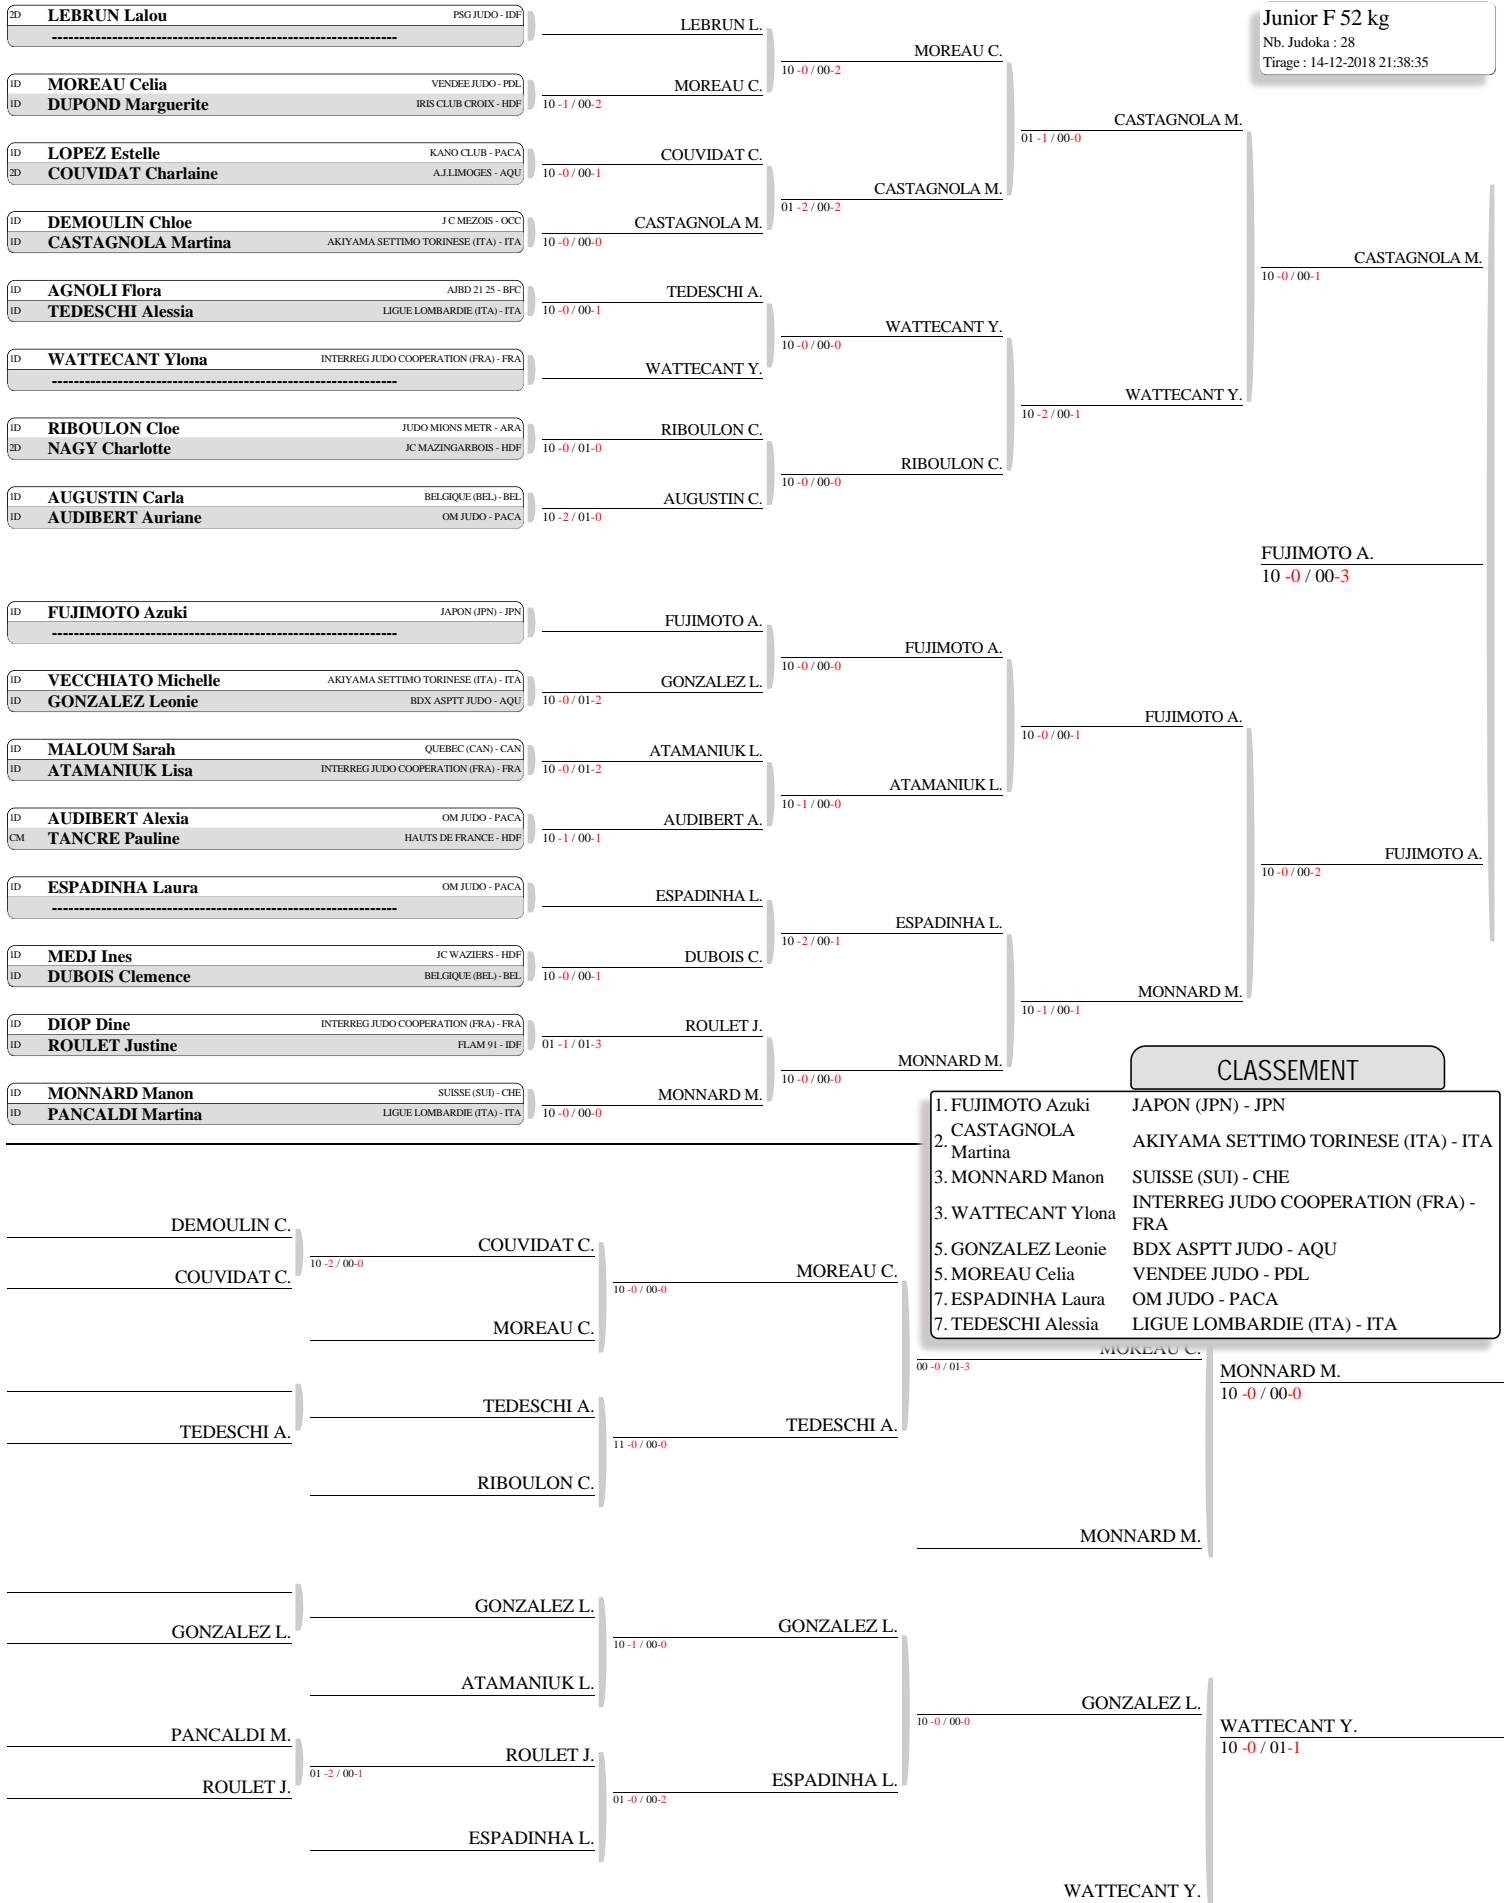 Junior F 52 kg
Nb. Judoka : 28
Tirage : 14-12-2018 21:38:35
2D LEBRUN Lalou PSG JUDO - IDF
----------------------------------------------------------------
1D MOREAU Celia VENDEE JUDO - PDL
1D DUPOND Marguerite IRIS CLUB CROIX - HDF
1D LOPEZ Estelle KANO CLUB - PACA
2D COUVIDAT Charlaine A.J.LIMOGES - AQU
1D DEMOULIN Chloe J C MEZOIS - OCC
1D CASTAGNOLA Martina AKIYAMA SETTIMO TORINESE (ITA) - ITA
1D AGNOLI Flora AJBD 21 25 - BFC
1D TEDESCHI Alessia LIGUE LOMBARDIE (ITA) - ITA
1D WATTECANT Ylona INTERREG JUDO COOPERATION (FRA) - FRA
----------------------------------------------------------------
1D RIBOULON Cloe JUDO MIONS METR - ARA
2D NAGY Charlotte JC MAZINGARBOIS - HDF
1D AUGUSTIN Carla BELGIQUE (BEL) - BEL
1D AUDIBERT Auriane OM JUDO - PACA
1D FUJIMOTO Azuki JAPON (JPN) - JPN
----------------------------------------------------------------
1D VECCHIATO Michelle AKIYAMA SETTIMO TORINESE (ITA) - ITA
1D GONZALEZ Leonie BDX ASPTT JUDO - AQU
1D MALOUM Sarah QUEBEC (CAN) - CAN
1D ATAMANIUK Lisa INTERREG JUDO COOPERATION (FRA) - FRA
1D AUDIBERT Alexia OM JUDO - PACA
CM TANCRE Pauline HAUTS DE FRANCE - HDF
1D ESPADINHA Laura OM JUDO - PACA
----------------------------------------------------------------
1D MEDJ Ines JC WAZIERS - HDF
1D DUBOIS Clemence BELGIQUE (BEL) - BEL
1D DIOP Dine INTERREG JUDO COOPERATION (FRA) - FRA
1D ROULET Justine FLAM 91 - IDF
1D MONNARD Manon SUISSE (SUI) - CHE
1D PANCALDI Martina LIGUE LOMBARDIE (ITA) - ITA
LEBRUN L.
MOREAU C.
10 -1 / 00-2
COUVIDAT C.
10 -0 / 00-1
CASTAGNOLA M.
10 -0 / 00-0
TEDESCHI A.
10 -0 / 00-1
WATTECANT Y.
RIBOULON C.
10 -0 / 01-0
AUGUSTIN C.
10 -2 / 01-0
FUJIMOTO A.
GONZALEZ L.
10 -0 / 01-2
ATAMANIUK L.
10 -0 / 01-2
AUDIBERT A.
10 -1 / 00-1
ESPADINHA L.
DUBOIS C.
10 -0 / 00-1
ROULET J.
01 -1 / 01-3
MONNARD M.
10 -0 / 00-0
MOREAU C.
10 -0 / 00-2
CASTAGNOLA M.
01 -2 / 00-2
WATTECANT Y.
10 -0 / 00-0
RIBOULON C.
10 -0 / 00-0
FUJIMOTO A.
10 -0 / 00-0
ATAMANIUK L.
10 -1 / 00-0
ESPADINHA L.
10 -2 / 00-1
MONNARD M.
10 -0 / 00-0
CASTAGNOLA M.
01 -1 / 00-0
WATTECANT Y.
10 -2 / 00-1
FUJIMOTO A.
10 -0 / 00-1
MONNARD M.
10 -1 / 00-1
CASTAGNOLA M.
10 -0 / 00-1
FUJIMOTO A.
10 -0 / 00-2
FUJIMOTO A.
10 -0 / 00-3
CLASSEMENT
1. FUJIMOTO Azuki JAPON (JPN) - JPN
2. CASTAGNOLA Martina AKIYAMA SETTIMO TORINESE (ITA) - ITA
3. MONNARD Manon SUISSE (SUI) - CHE
3. WATTECANT Ylona INTERREG JUDO COOPERATION (FRA) - FRA
5. GONZALEZ Leonie BDX ASPTT JUDO - AQU
5. MOREAU Celia VENDEE JUDO - PDL
7. ESPADINHA Laura OM JUDO - PACA
7. TEDESCHI Alessia LIGUE LOMBARDIE (ITA) - ITA
DEMOULIN C.
COUVIDAT C.
TEDESCHI A.
GONZALEZ L.
PANCALDI M.
ROULET J.
COUVIDAT C.
10 -2 / 00-0
MOREAU C.
TEDESCHI A.
RIBOULON C.
GONZALEZ L.
ATAMANIUK L.
ROULET J.
01 -2 / 00-1
ESPADINHA L.
MOREAU C.
10 -0 / 00-0
TEDESCHI A.
11 -0 / 00-0
GONZALEZ L.
10 -1 / 00-0
ESPADINHA L.
01 -0 / 00-2
MOREAU C.
00 -0 / 01-3
MONNARD M.
GONZALEZ L.
10 -0 / 00-0
WATTECANT Y.
MONNARD M.
10 -0 / 00-0
WATTECANT Y.
10 -0 / 01-1